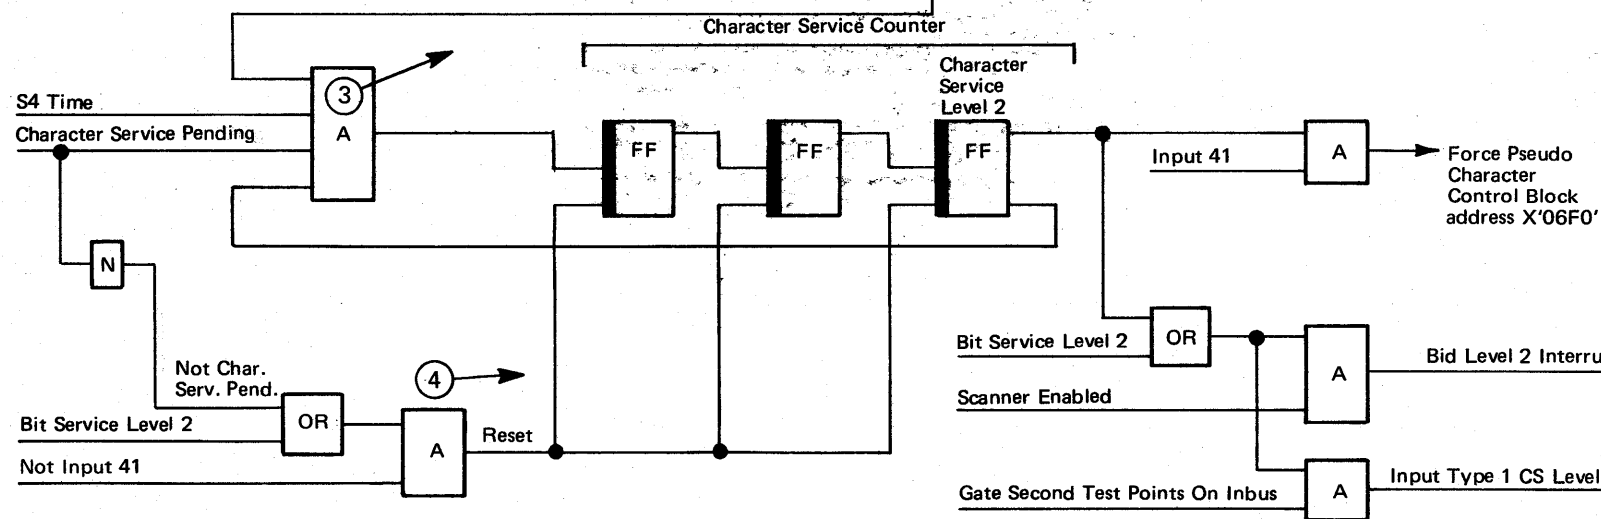 Character Service Counter
Character
Service
Level 2
3
S4 Time
Character Service Pending
A
FF
FF
FF
Input 41
A
Force Pseudo
Character
Control Block
address X'06F0'
N
Bit Service Level 2
OR
Bid Level 2 Interru
A
Scanner Enabled
Not Char.
Serv. Pend.
4
Bit Service Level 2
OR
Not Input 41
A
Reset
Gate Second Test Points On Inbus
A
Input Type 1 CS Level